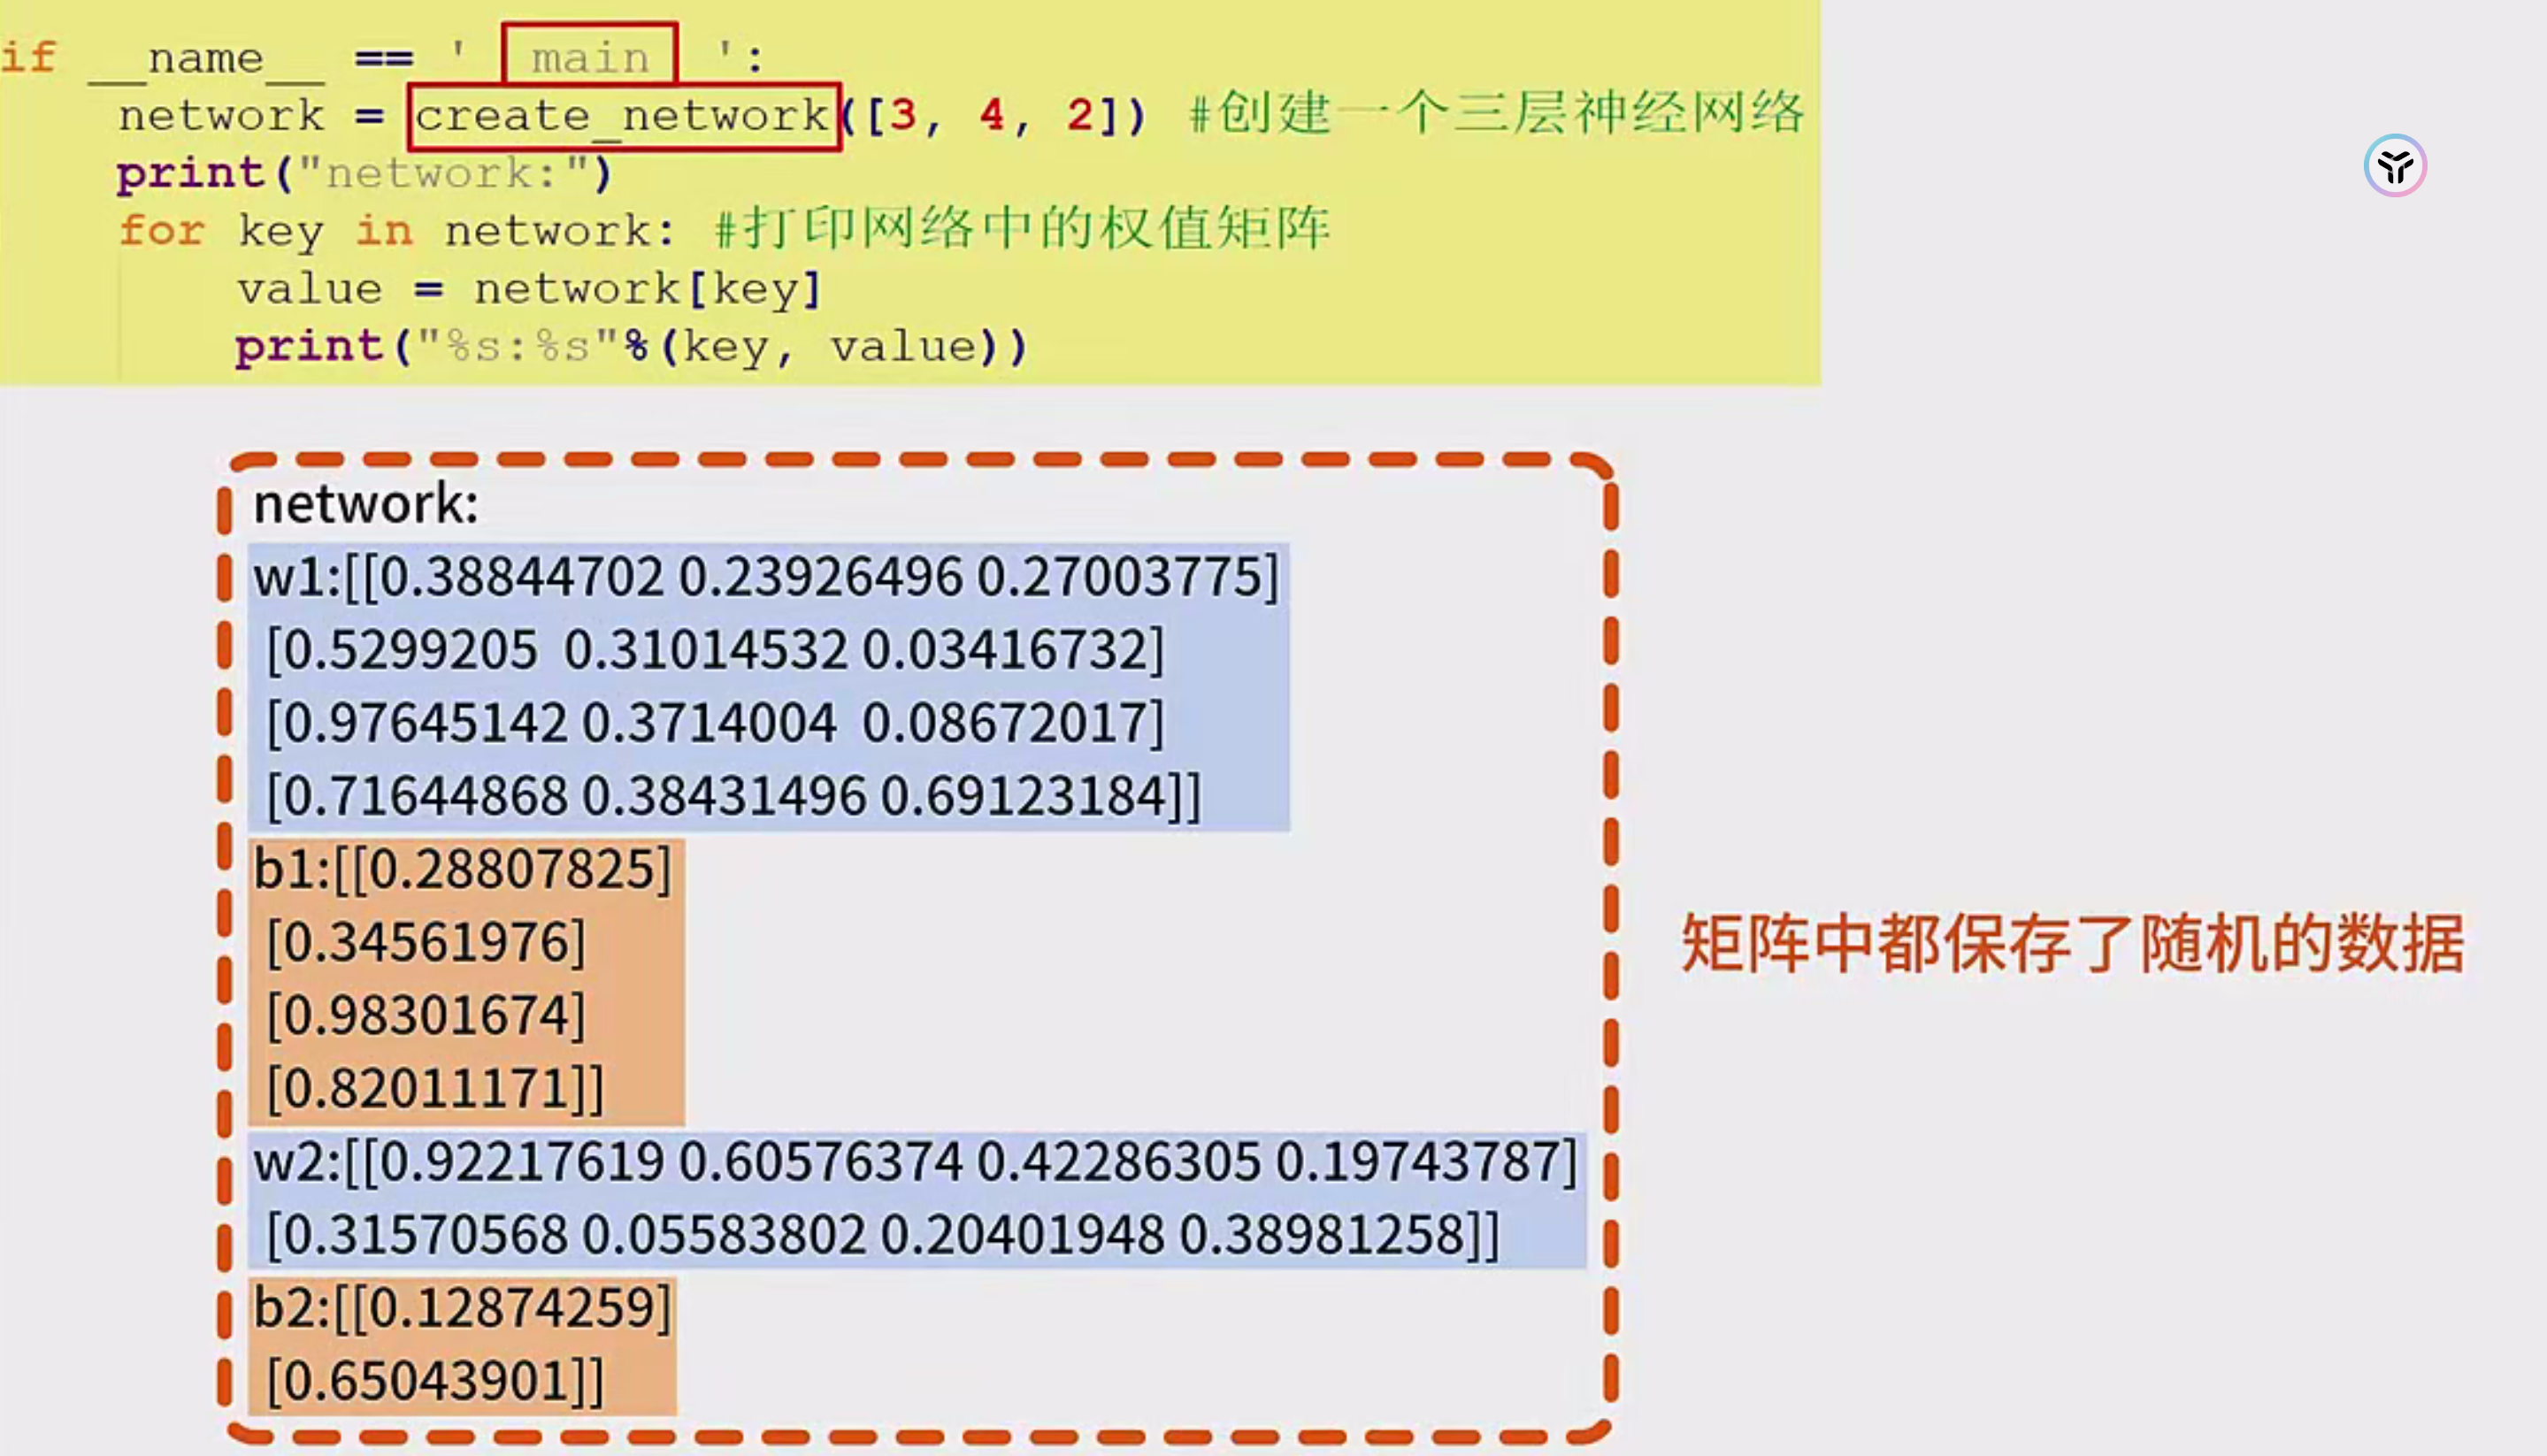 if __name__ == ' main ':
network = create_network([3, 4, 2]) #创建一个三层神经网络
print("network:")
for key in network: #打印网络中的权值矩阵
value = network[key]
print("%s:%s"%(key, value))
network:
w1:[[0.38844702 0.23926496 0.27003775]
[0.5299205 0.31014532 0.03416732]
[0.97645142 0.3714004 0.08672017]
[0.71644868 0.38431496 0.69123184]]
b1:[[0.28807825]
[0.34561976]
[0.98301674]
[0.82011171]]
w2:[[0.92217619 0.60576374 0.42286305 0.19743787]
[0.31570568 0.05583802 0.20401948 0.38981258]]
b2:[[0.12874259]
[0.65043901]]
矩阵中都保存了随机的数据